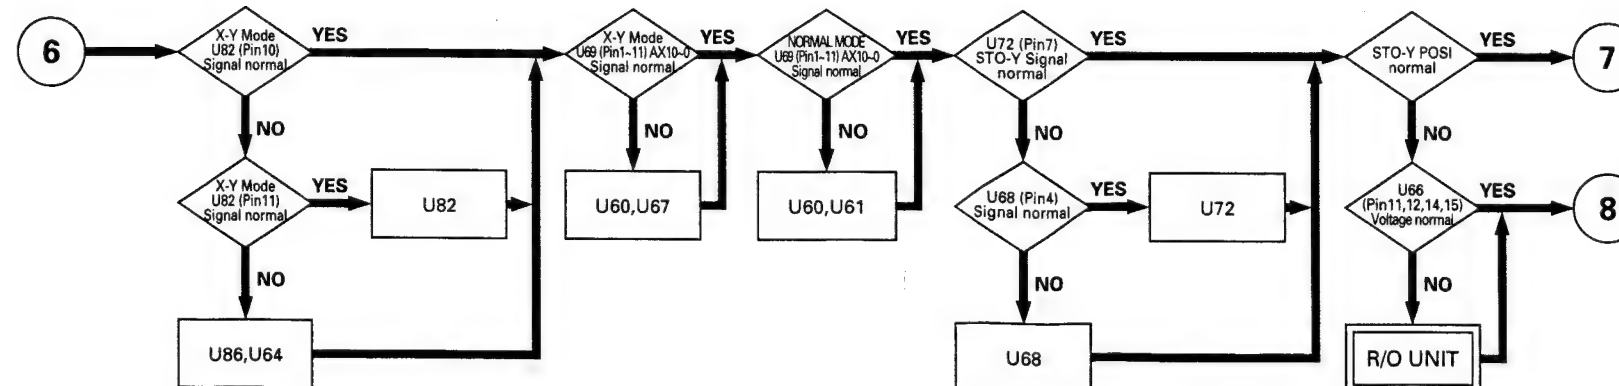 6
X-Y Mode
U82 (Pin10)
Signal normal
YES
NO
X-Y Mode
U82 (Pin11)
Signal normal
YES
U82
NO
U86,U64
X-Y Mode
U69 (Pin1~11) AX10~0
Signal normal
YES
NO
U60,U67
NORMAL MODE
U69 (Pin1~11) AX10~0
Signal normal
YES
NO
U60,U61
U72 (Pin7)
STO-Y Signal
normal
YES
NO
U68 (Pin4)
Signal normal
YES
U72
NO
U68
STO-Y POSI
normal
YES
7
NO
U66
(Pin11,12,14,15)
Voltage normal
YES
8
NO
R/O UNIT